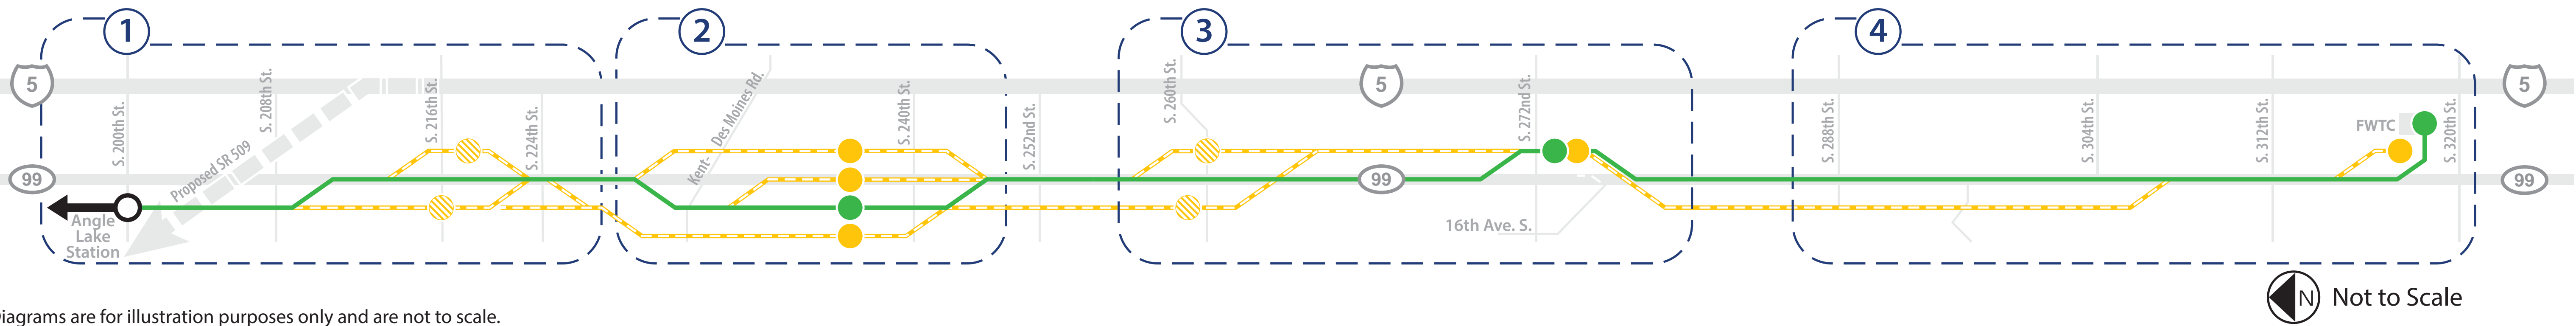 1
2
3
4
5
5
5
S. 200th St.
S. 208th St.
S. 216th St.
S. 224th St.
Kent- Des Moines Rd.
S. 240th St.
S. 252nd St.
S. 260th St.
S. 272nd St.
S. 288th St.
S. 304th St.
S. 312th St.
S. 320th St.
Proposed SR 509
FWTC
99
99
99
Angle
Lake
Station
16th Ave. S.
N
Not to Scale
iagrams are for illustration purposes only and are not to scale.